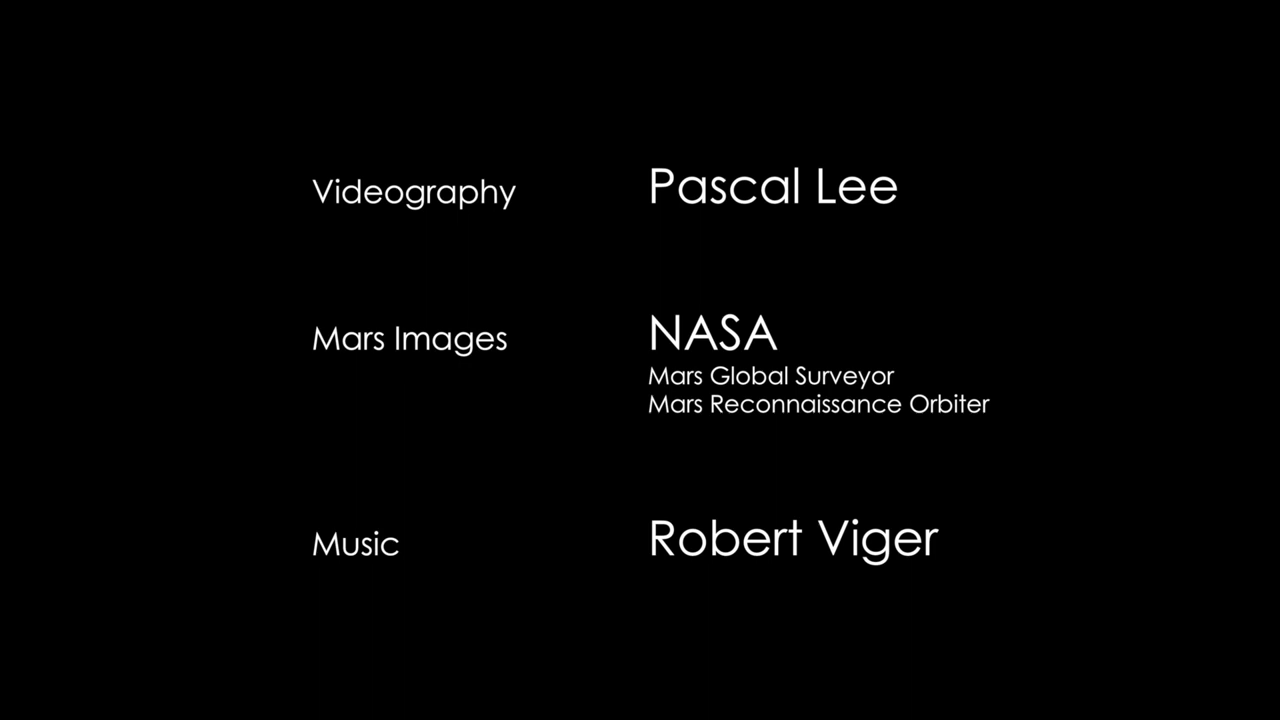 Videography Pascal Lee
Mars Images NASA
Mars Global Surveyor
Mars Reconnaissance Orbiter
Music Robert Viger